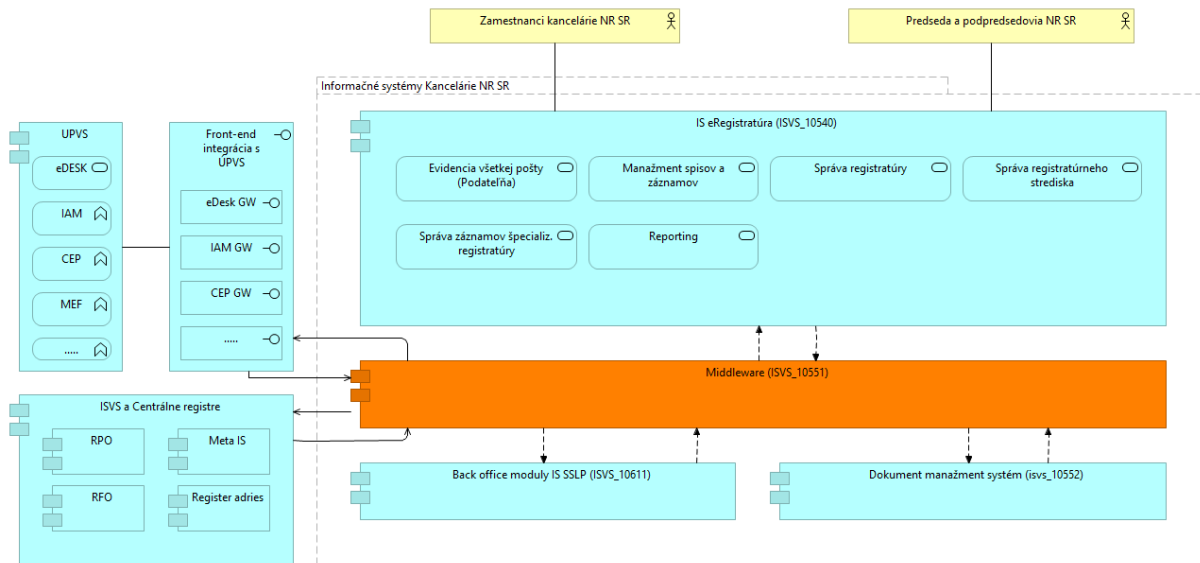 Zamestnanci kancelárie NR SR
Predseda a podpredsedovia NR SR
Informačné systémy Kancelárie NR SR
UPVS
eDESK
IAM
CEP
MEF
.....
Front-end
integrácia s
ÚPVS
eDesk GW
IAM GW
CEP GW
.....
IS eRegistratúra (ISVS_10540)
Evidencia všetkej pošty
(Podateľňa)
Manažment spisov a
záznamov
Správa registratúry
Správa registratúrneho
strediska
Správa záznamov špecializ.
registratúry
Reporting
Middleware (ISVS_10551)
ISVS a Centrálne registre
RPO
Meta IS
RFO
Register adries
Back office moduly IS SSLP (ISVS_10611)
Dokument manažment systém (isvs_10552)